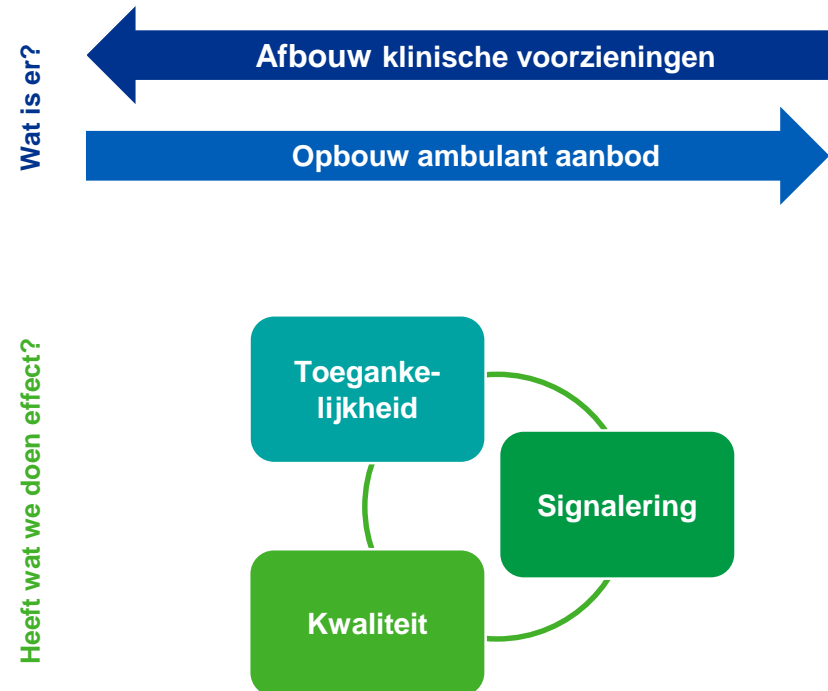 Wat is er?
Afbouw klinische voorzieningen
Opbouw ambulant aanbod
Heeft wat we doen effect?
Toeganke-
lijkheid
Signalering
Kwaliteit